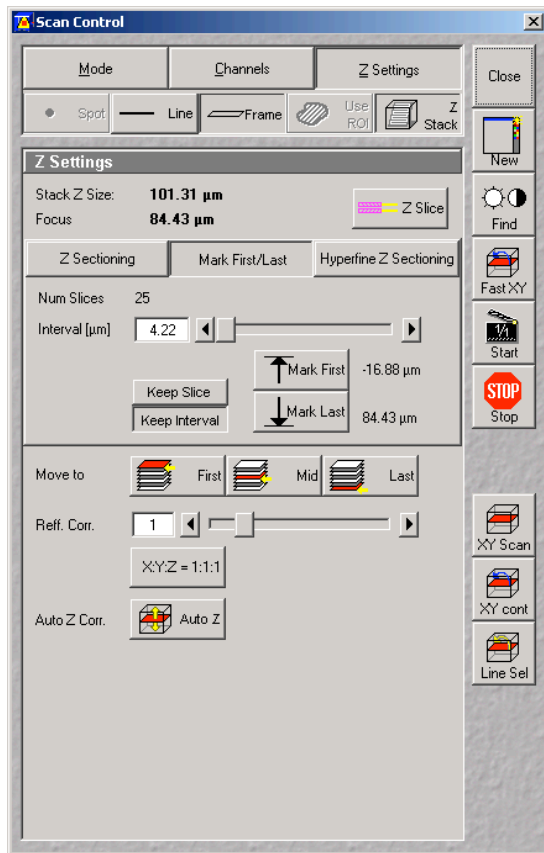 Scan Control
Mode Channels Z Settings
Close
Spot Line Frame Use ROI Z Stack
New
Z Settings
Stack Z Size: 101.31 µm
Focus 84.43 µm
Z Slice
Find
Z Sectioning Mark First/Last Hyperfine Z Sectioning
Num Slices 25
Fast XY
Interval [µm] 4.22
1/1
Start
Mark First -16.88 µm
Keep Slice
STOP
Stop
Keep Interval
Mark Last 84.43 µm
Move to First Mid Last
Reff. Corr. 1
XY Scan
X:Y:Z = 1:1:1
XY cont
Auto Z Corr. Auto Z
Line Sel